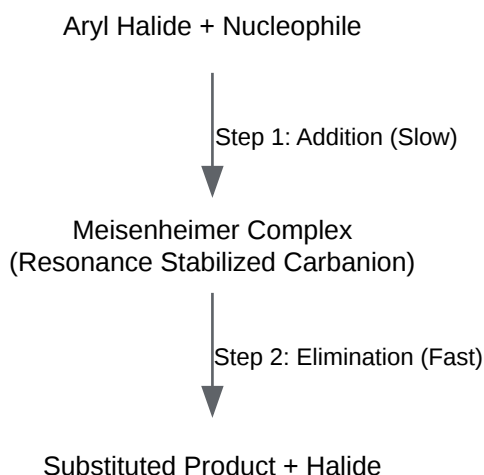 Aryl Halide + Nucleophile
Step 1: Addition (Slow)
Meisenheimer Complex
(Resonance Stabilized Carbanion)
Step 2: Elimination (Fast)
Substituted Product + Halide